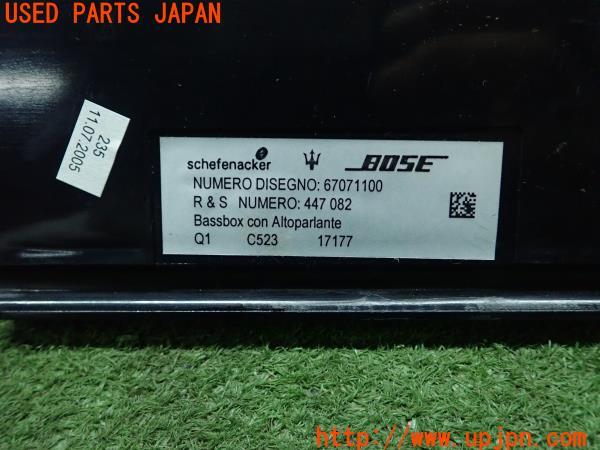 USED PARTS JAPAN
235
11.07.2005
schefenacker BOSE
NUMERO DISEGNO: 67071100
R & S NUMERO: 447 082
Bassbox con Altoparlante
Q1 C523 17177
http://www.upjpn.com